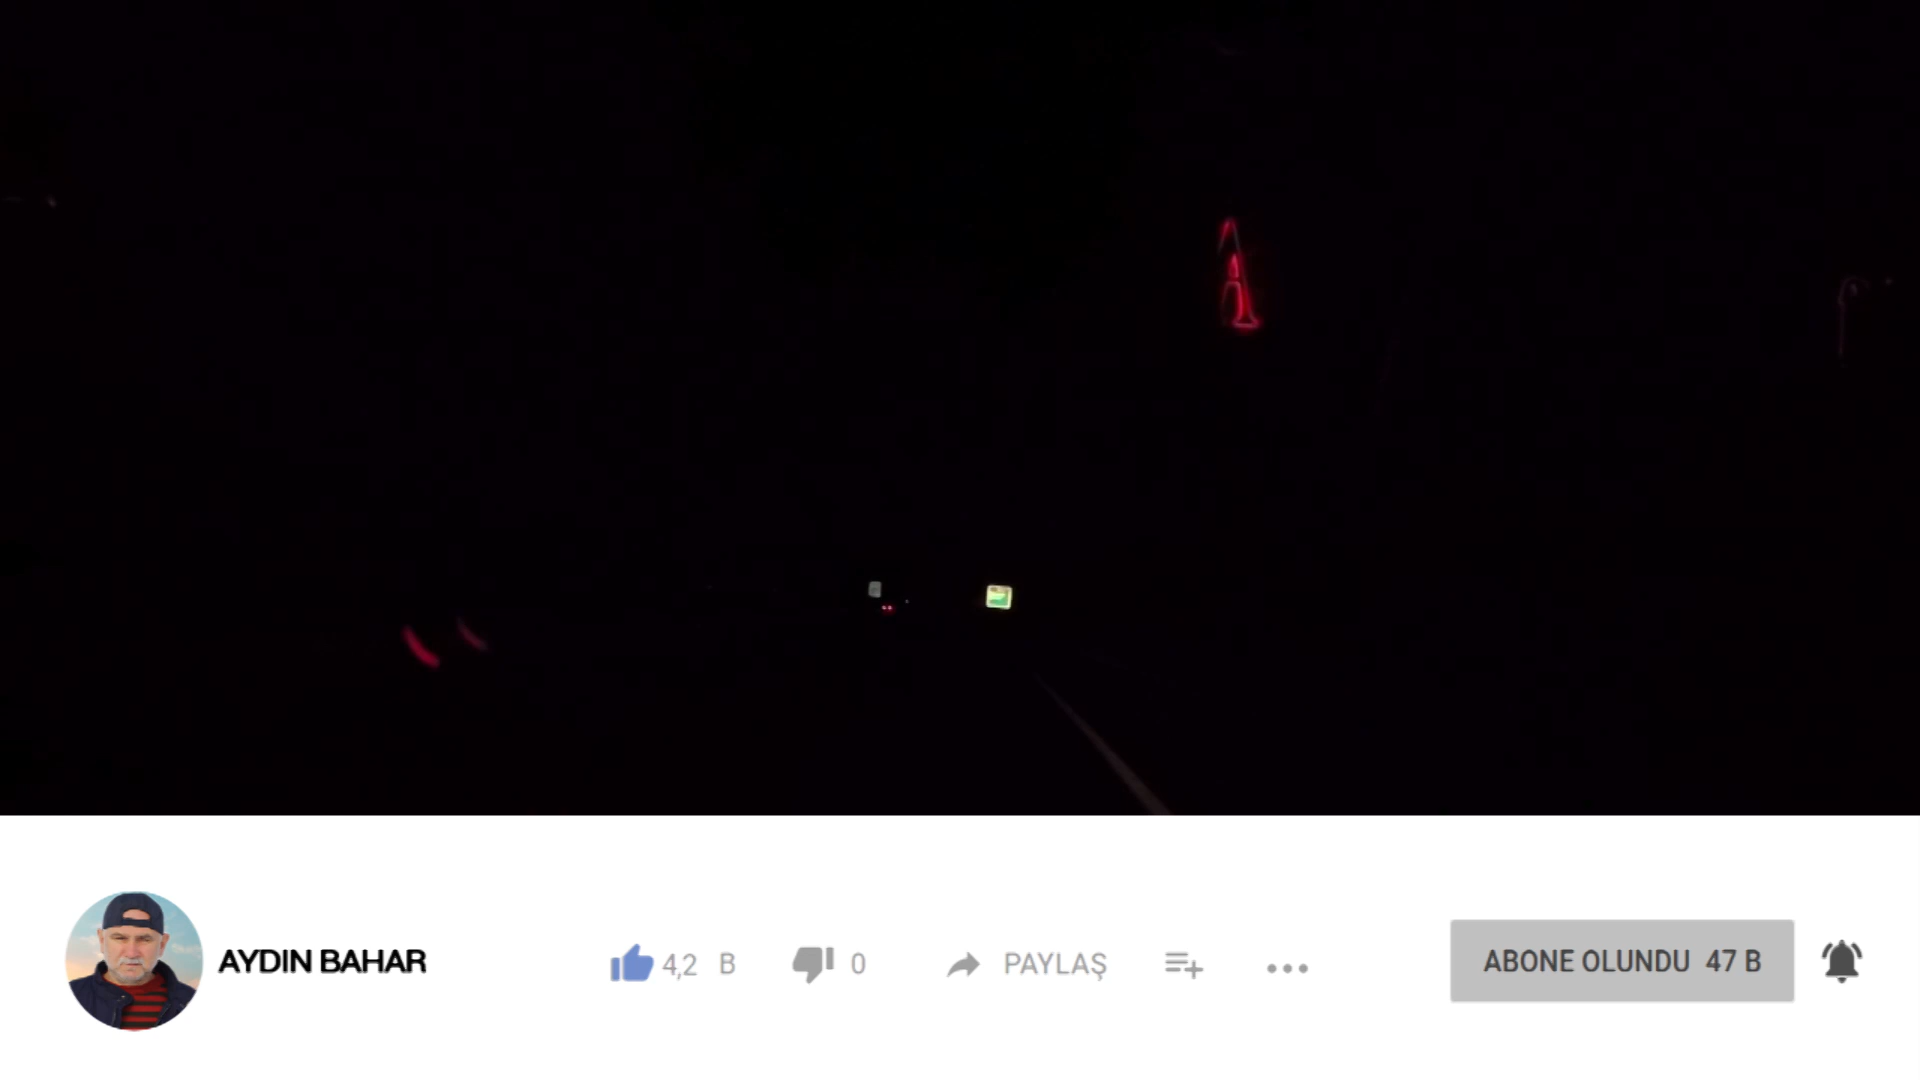 AYDIN BAHAR
4,2 B
0
PAYLAŞ
ABONE OLUNDU 47 B